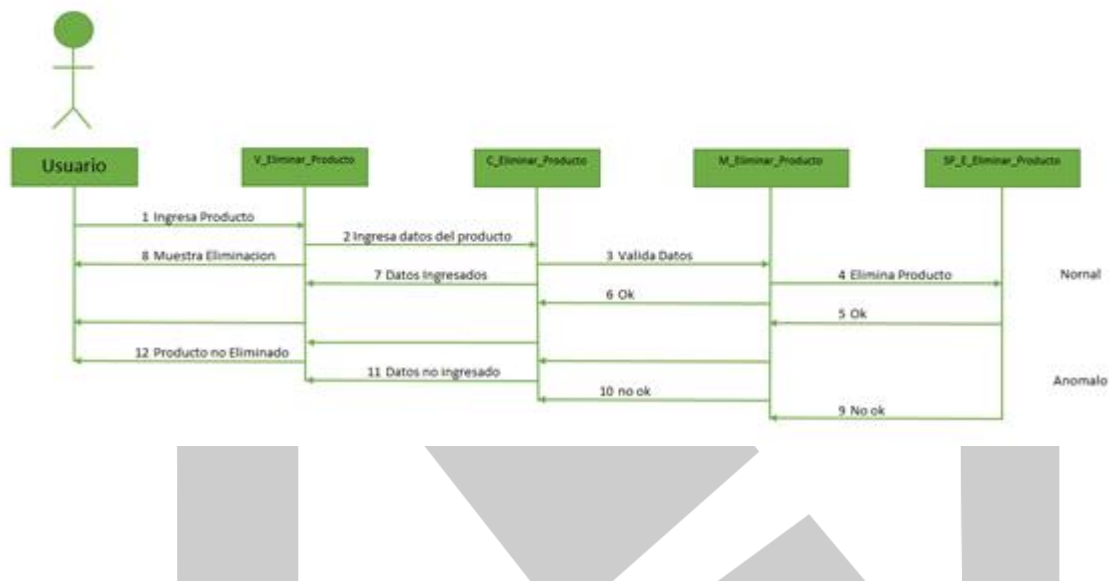 Usuario
V_Eliminar_Producto
C_Eliminar_Producto
M_Eliminar_Producto
SP_E_Eliminar_Producto
1 Ingresa Producto
2 Ingresa datos del producto
8 Muestra Eliminacion
3 Valida Datos
7 Datos Ingresados
4 Elimina Producto
Nornal
6 Ok
5 Ok
12 Producto no Eliminado
11 Datos no ingresado
Anomalo
10 no ok
9 No ok